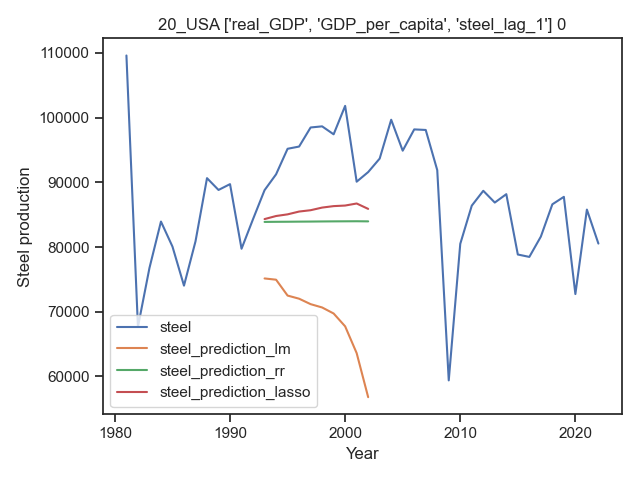 20_USA ['real_GDP', 'GDP_per_capita', 'steel_lag_1'] 0
110000
100000
90000
80000
70000
60000
Steel production
steel
steel_prediction_lm
steel_prediction_rr
steel_prediction_lasso
1980
1990
2000
2010
2020
Year